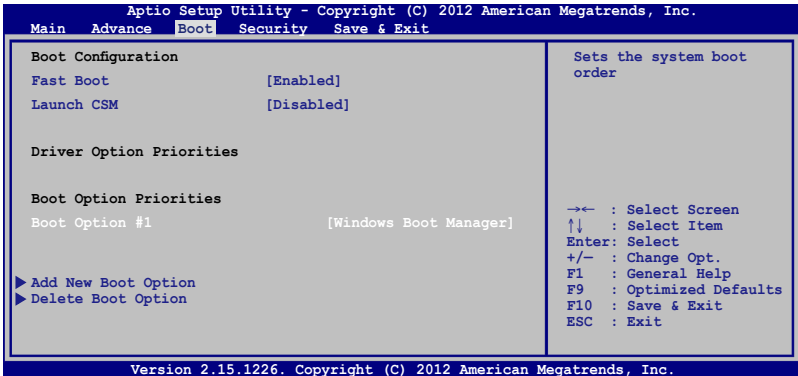 Aptio Setup Utility - Copyright (C) 2012 American Megatrends, Inc.
Main Advance Boot Security Save & Exit
Boot Configuration
Fast Boot [Enabled]
Launch CSM [Disabled]
Driver Option Priorities
Boot Option Priorities
Boot Option #1 [Windows Boot Manager]
Add New Boot Option
Delete Boot Option
Sets the system boot
order
→← : Select Screen
↑↓ : Select Item
Enter: Select
+/— : Change Opt.
F1 : General Help
F9 : Optimized Defaults
F10 : Save & Exit
ESC : Exit
Version 2.15.1226. Copyright (C) 2012 American Megatrends, Inc.